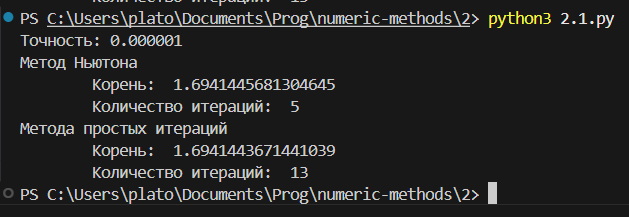 PS C:\Users\plato\Documents\Prog\numeric-methods\2> python3 2.1.py
Точность: 0.000001
Метод Ньютона
Корень: 1.6941445681304645
Количество итераций: 5
Метода простых итераций
Корень: 1.6941443671441039
Количество итераций: 13
PS C:\Users\plato\Documents\Prog\numeric-methods\2>